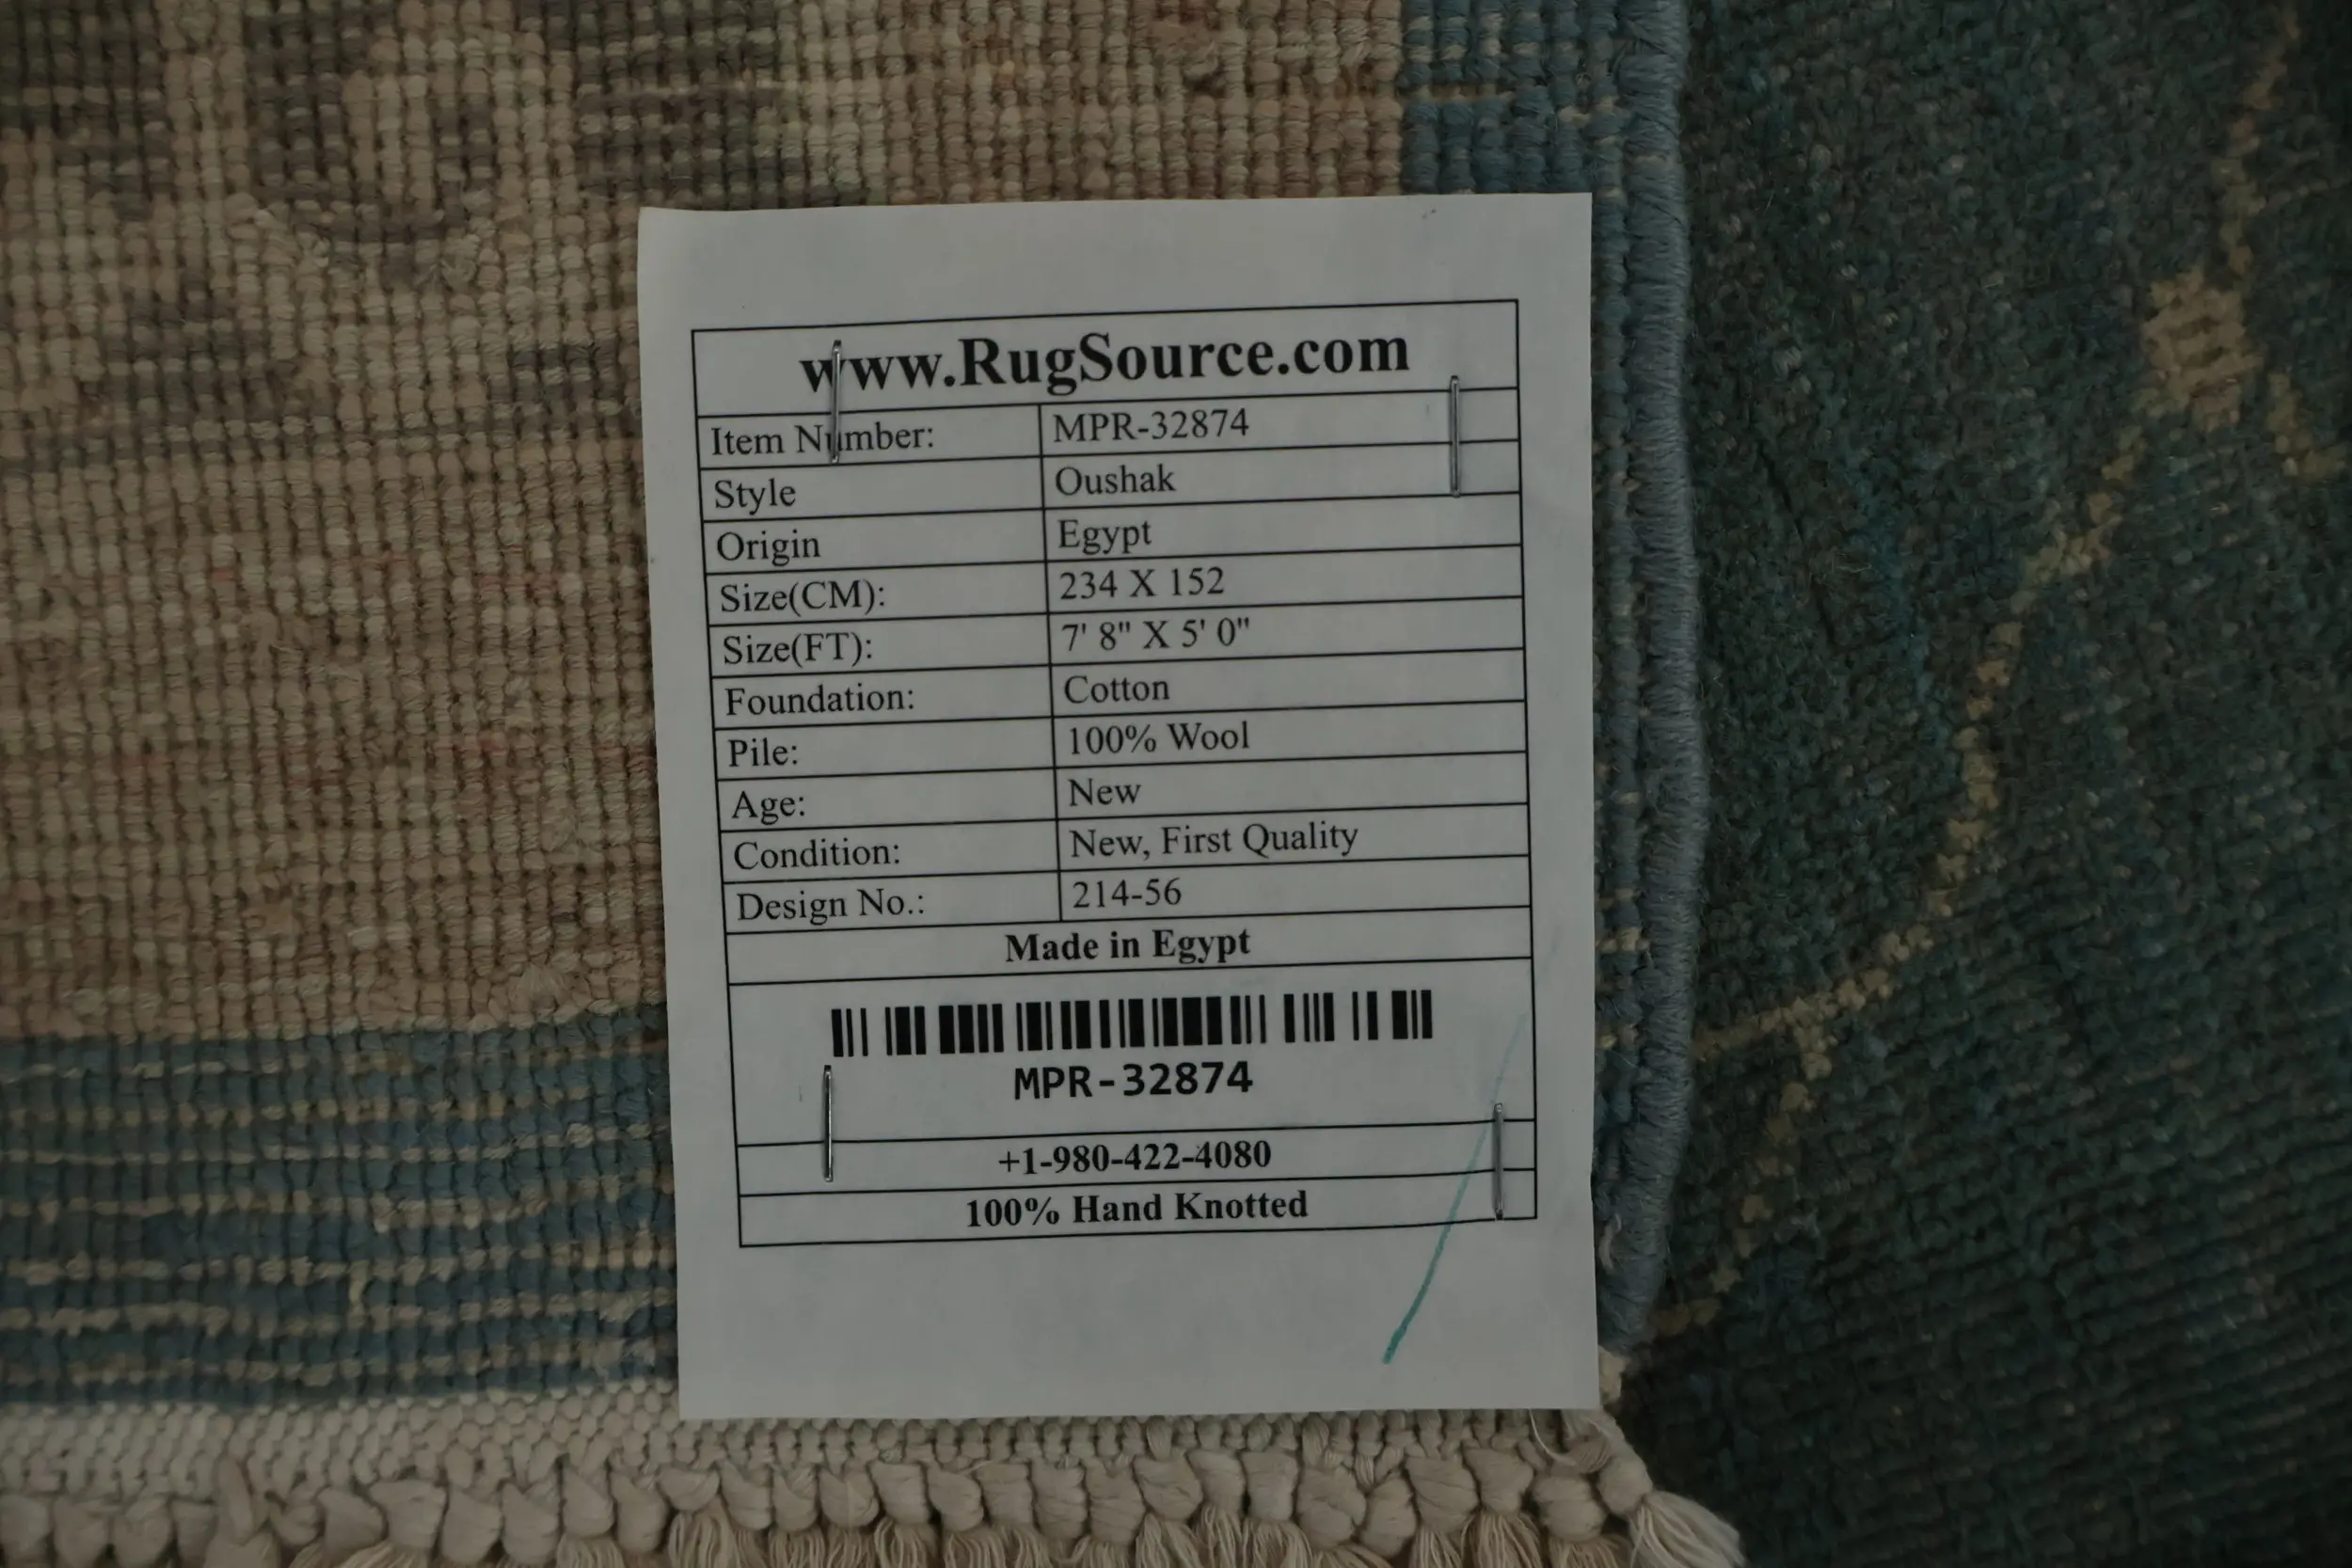 www.RugSource.com
Item Number: MPR-32874
Style Oushak
Origin Egypt
Size(CM): 234 X 152
Size(FT): 7' 8" X 5' 0"
Foundation: Cotton
Pile: 100% Wool
Age: New
Condition: New, First Quality
Design No.: 214-56
Made in Egypt
MPR-32874
+1-980-422-4080
100% Hand Knotted